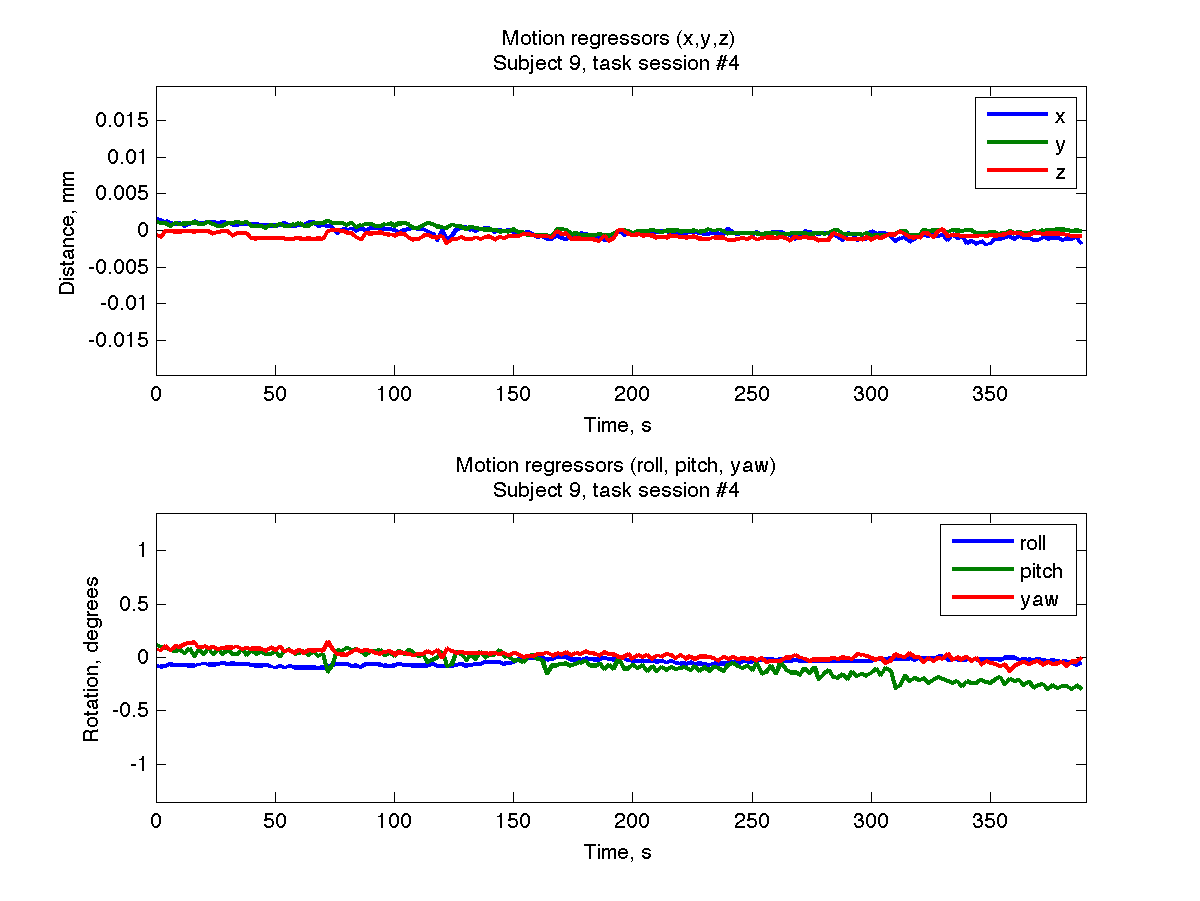 Motion regressors (x,y,z)
Subject 9, task session #4
0.015
0.01
0.005
0
-0.005
-0.01
-0.015
Distance, mm
x
y
z
0 50 100 150 200 250 300 350
Time, s
Motion regressors (roll, pitch, yaw)
Subject 9, task session #4
1
0.5
0
-0.5
-1
Rotation, degrees
roll
pitch
yaw
0 50 100 150 200 250 300 350
Time, s